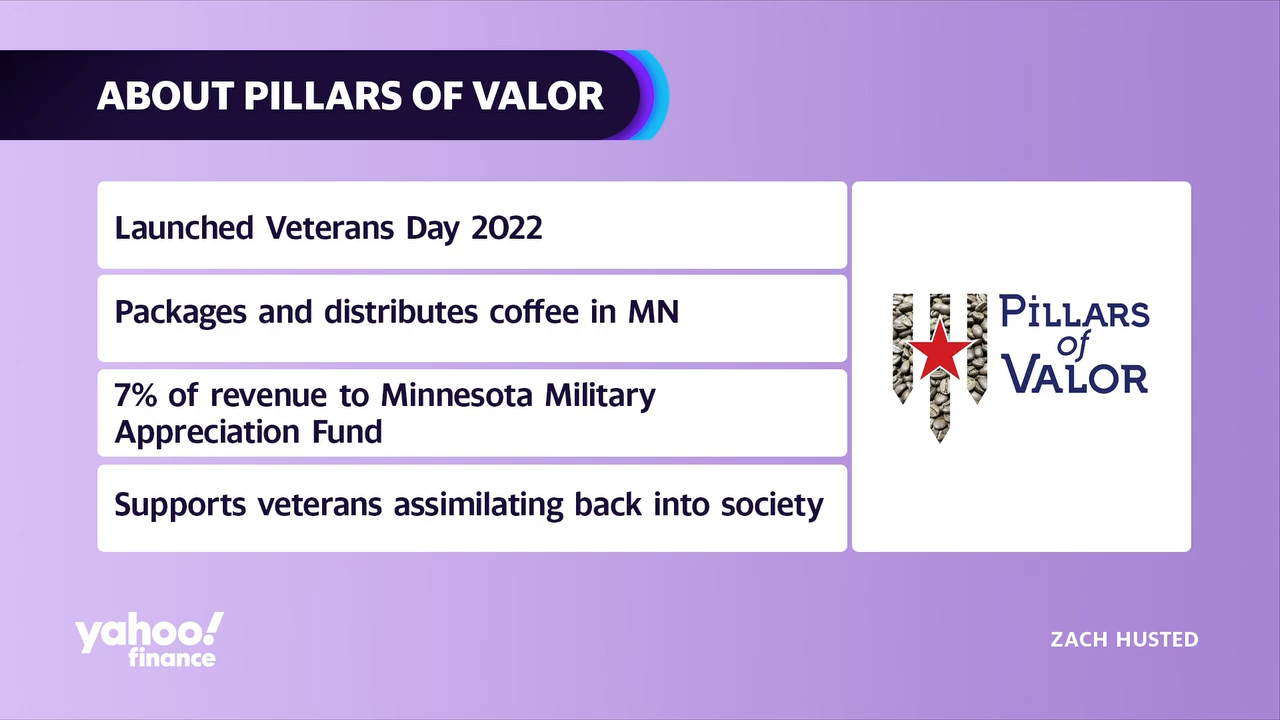 ABOUT PILLARS OF VALOR
Launched Veterans Day 2022
Packages and distributes coffee in MN
7% of revenue to Minnesota Military
Appreciation Fund
Supports veterans assimilating back into society
PILLARS
of
VALOR
yahoo!
finance
ZACH HUSTED